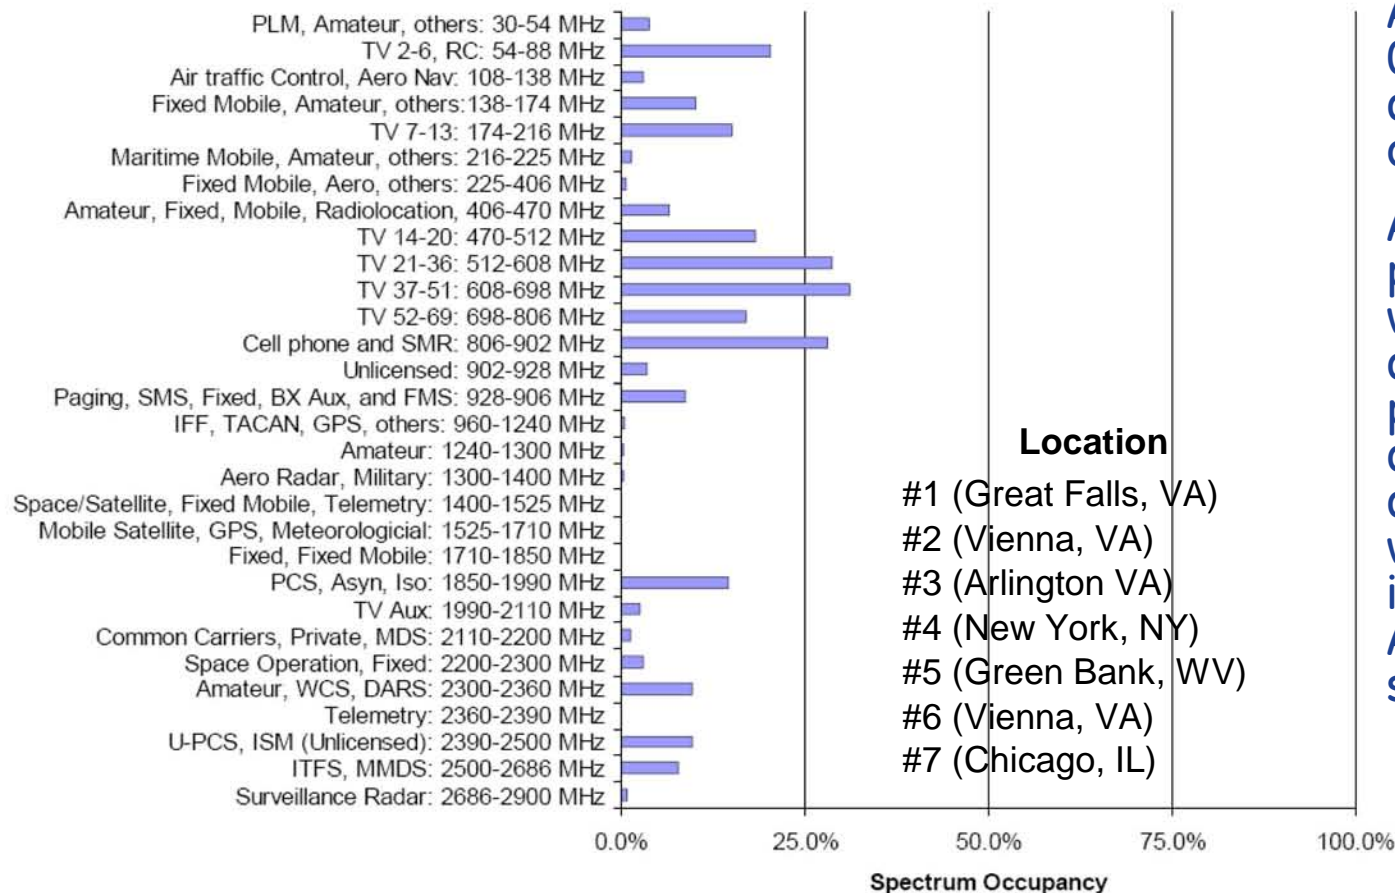 PLM, Amateur, others: 30-54 MHz
TV 2-6, RC: 54-88 MHz
Air traffic Control, Aero Nav: 108-138 MHz
Fixed Mobile, Amateur, others:138-174 MHz
TV 7-13: 174-216 MHz
Maritime Mobile, Amateur, others: 216-225 MHz
Fixed Mobile, Aero, others: 225-406 MHz
Amateur, Fixed, Mobile, Radiolocation, 406-470 MHz
TV 14-20: 470-512 MHz
TV 21-36: 512-608 MHz
TV 37-51: 608-698 MHz
TV 52-69: 698-806 MHz
Cell phone and SMR: 806-902 MHz
Unlicensed: 902-928 MHz
Paging, SMS, Fixed, BX Aux, and FMS: 928-906 MHz
IFF, TACAN, GPS, others: 960-1240 MHz
Amateur: 1240-1300 MHz
Aero Radar, Military: 1300-1400 MHz
Space/Satellite, Fixed Mobile, Telemetry: 1400-1525 MHz
Mobile Satellite, GPS, Meteorologicial: 1525-1710 MHz
Fixed, Fixed Mobile: 1710-1850 MHz
PCS, Asyn, Iso: 1850-1990 MHz
TV Aux: 1990-2110 MHz
Common Carriers, Private, MDS: 2110-2200 MHz
Space Operation, Fixed: 2200-2300 MHz
Amateur, WCS, DARS: 2300-2360 MHz
Telemetry: 2360-2390 MHz
U-PCS, ISM (Unlicensed): 2390-2500 MHz
ITFS, MMDS: 2500-2686 MHz
Surveillance Radar: 2686-2900 MHz
0.0% 25.0% 50.0% 75.0% 100.0%
Spectrum Occupancy
Location
#1 (Great Falls, VA)
#2 (Vienna, VA)
#3 (Arlington VA)
#4 (New York, NY)
#5 (Green Bank, WV)
#6 (Vienna, VA)
#7 (Chicago, IL)